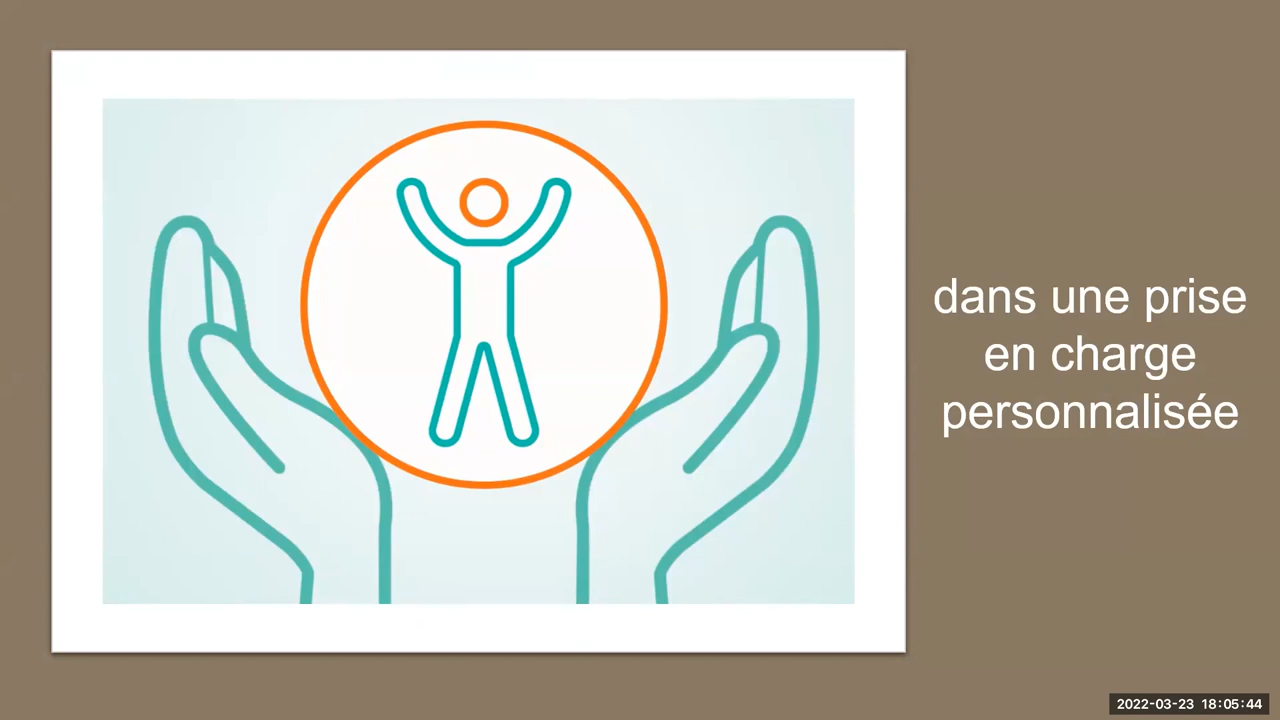 dans une prise
en charge
personnalisée
2022-03-23 18:05:44